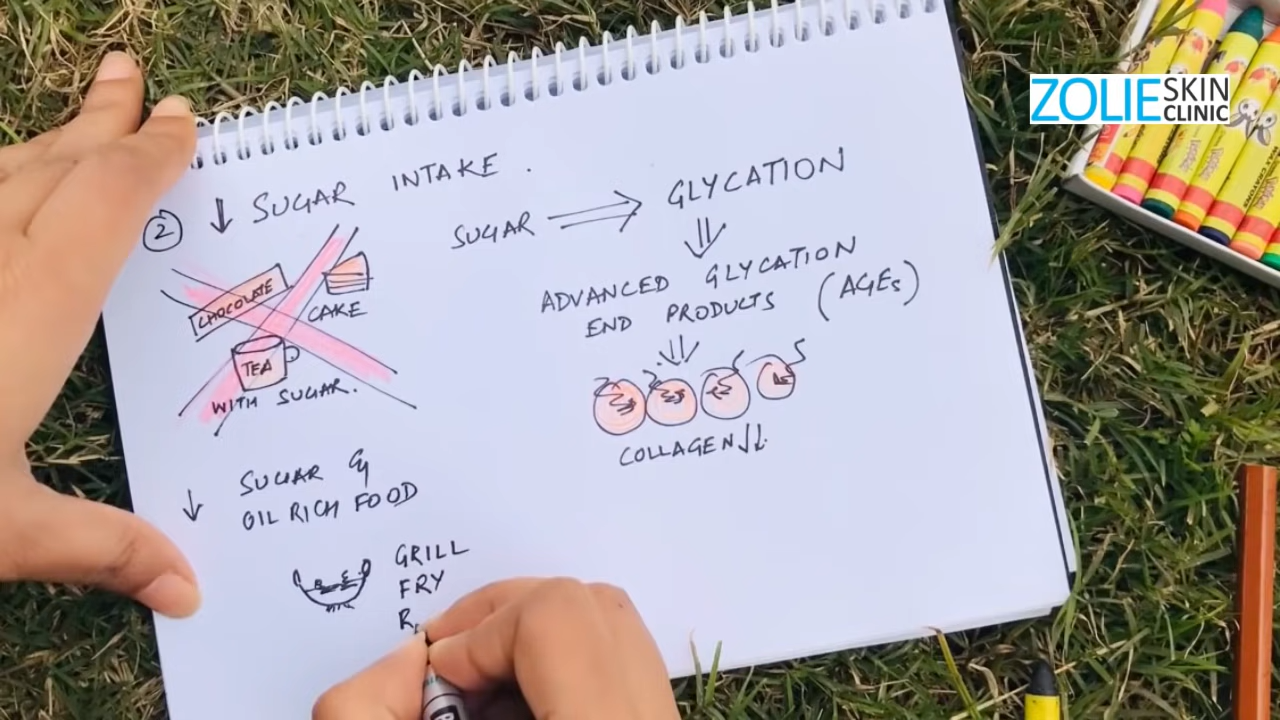 ZOLIE SKIN CLINIC
② ↓ SUGAR INTAKE.
CHOCOLATE
CAKE
TEA
WITH SUGAR.
SUGAR ⇒ GLYCATION
⇓
ADVANCED GLYCATION
END PRODUCTS (AGEs)
⇓
COLLAGEN↓↓.
↓ SUGAR &
OIL RICH FOOD
GRILL
FRY
R